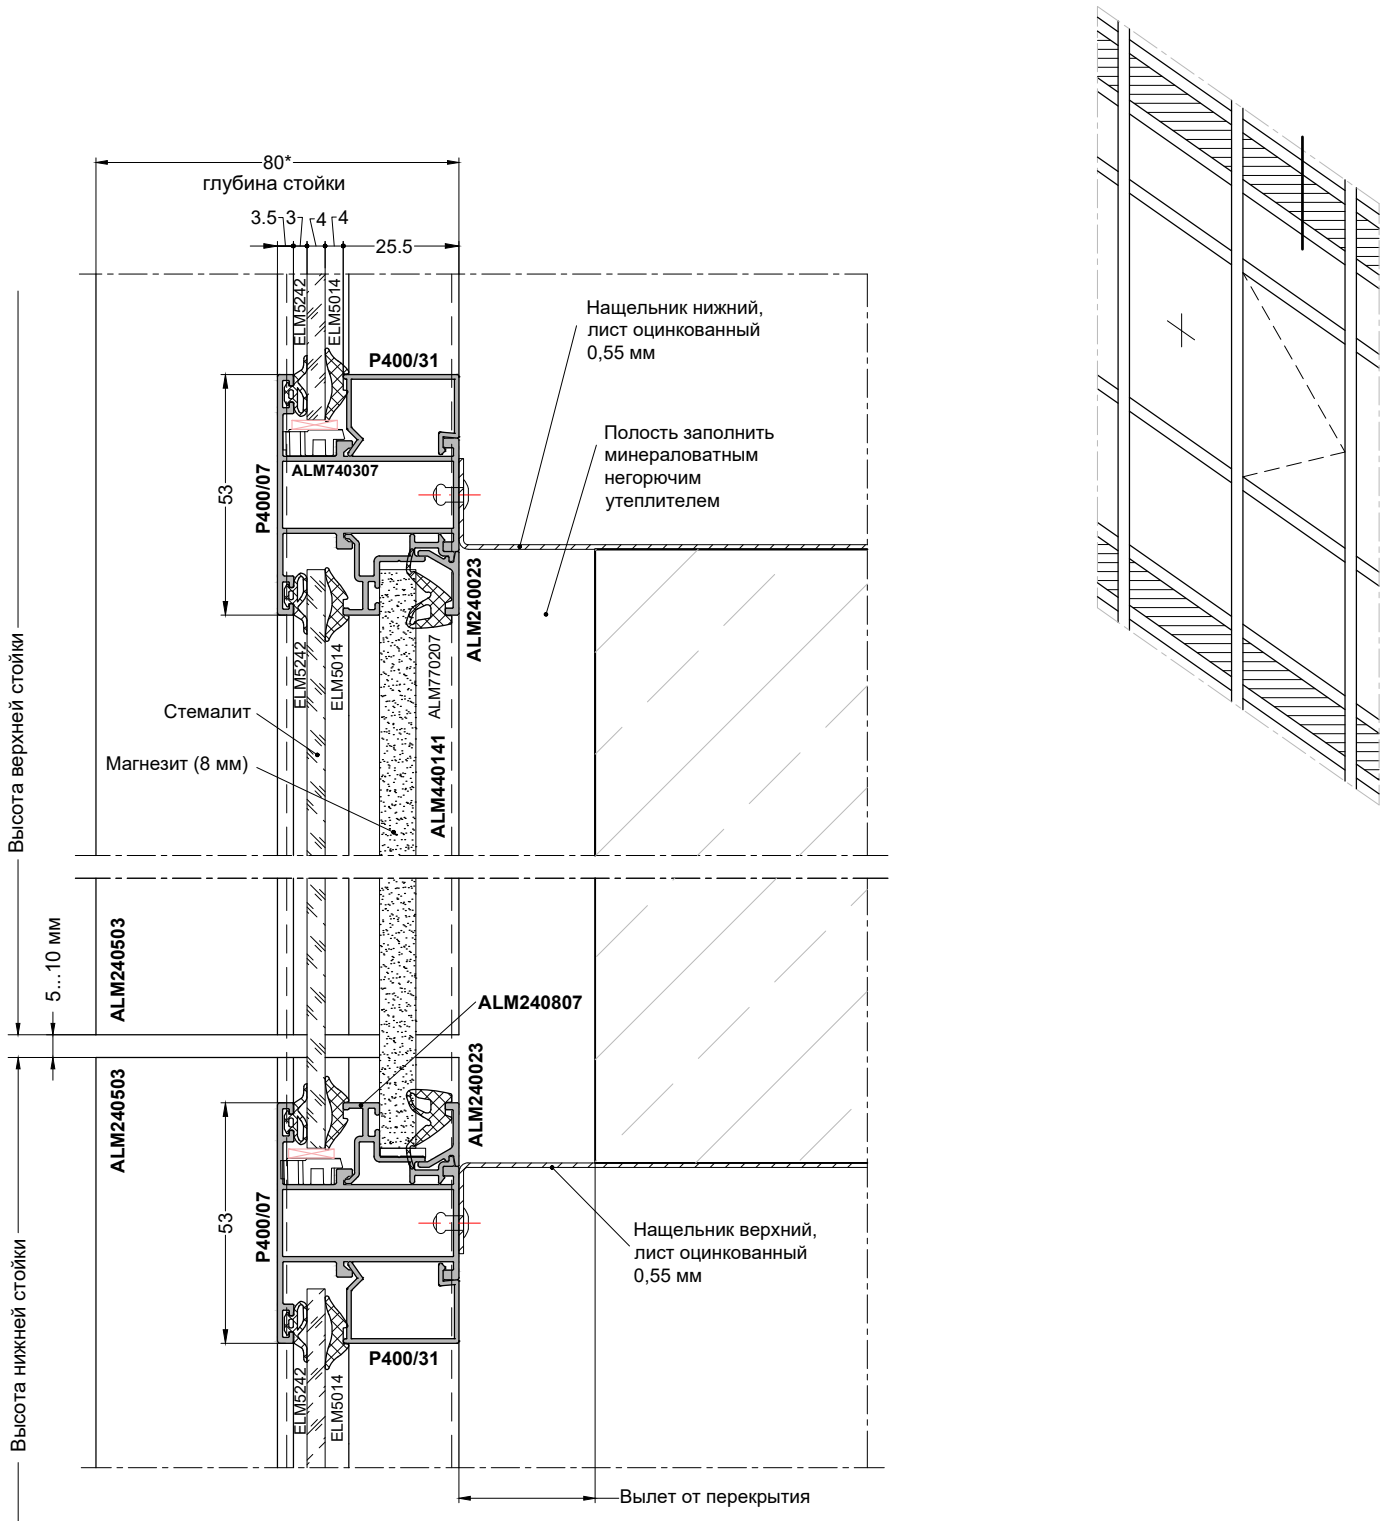 80*
глубина стойки
3.5
3
4
4
25.5
ELM5242
ELM5014
P400/31
Нащельник нижний,
лист оцинкованный
0,55 мм
Полость заполнить
минераловатным
негорючим
утеплителем
53
P400/07
ALM740307
ALM240023
ELM5242
ELM5014
ALM770207
Стемалит
Магнезит (8 мм)
ALM440141
Высота верхней стойки
5...10 мм
ALM240503
ALM240807
ALM240503
ALM240023
53
P400/07
Нащельник верхний,
лист оцинкованный
0,55 мм
P400/31
ELM5242
ELM5014
Высота нижней стойки
Вылет от перекрытия